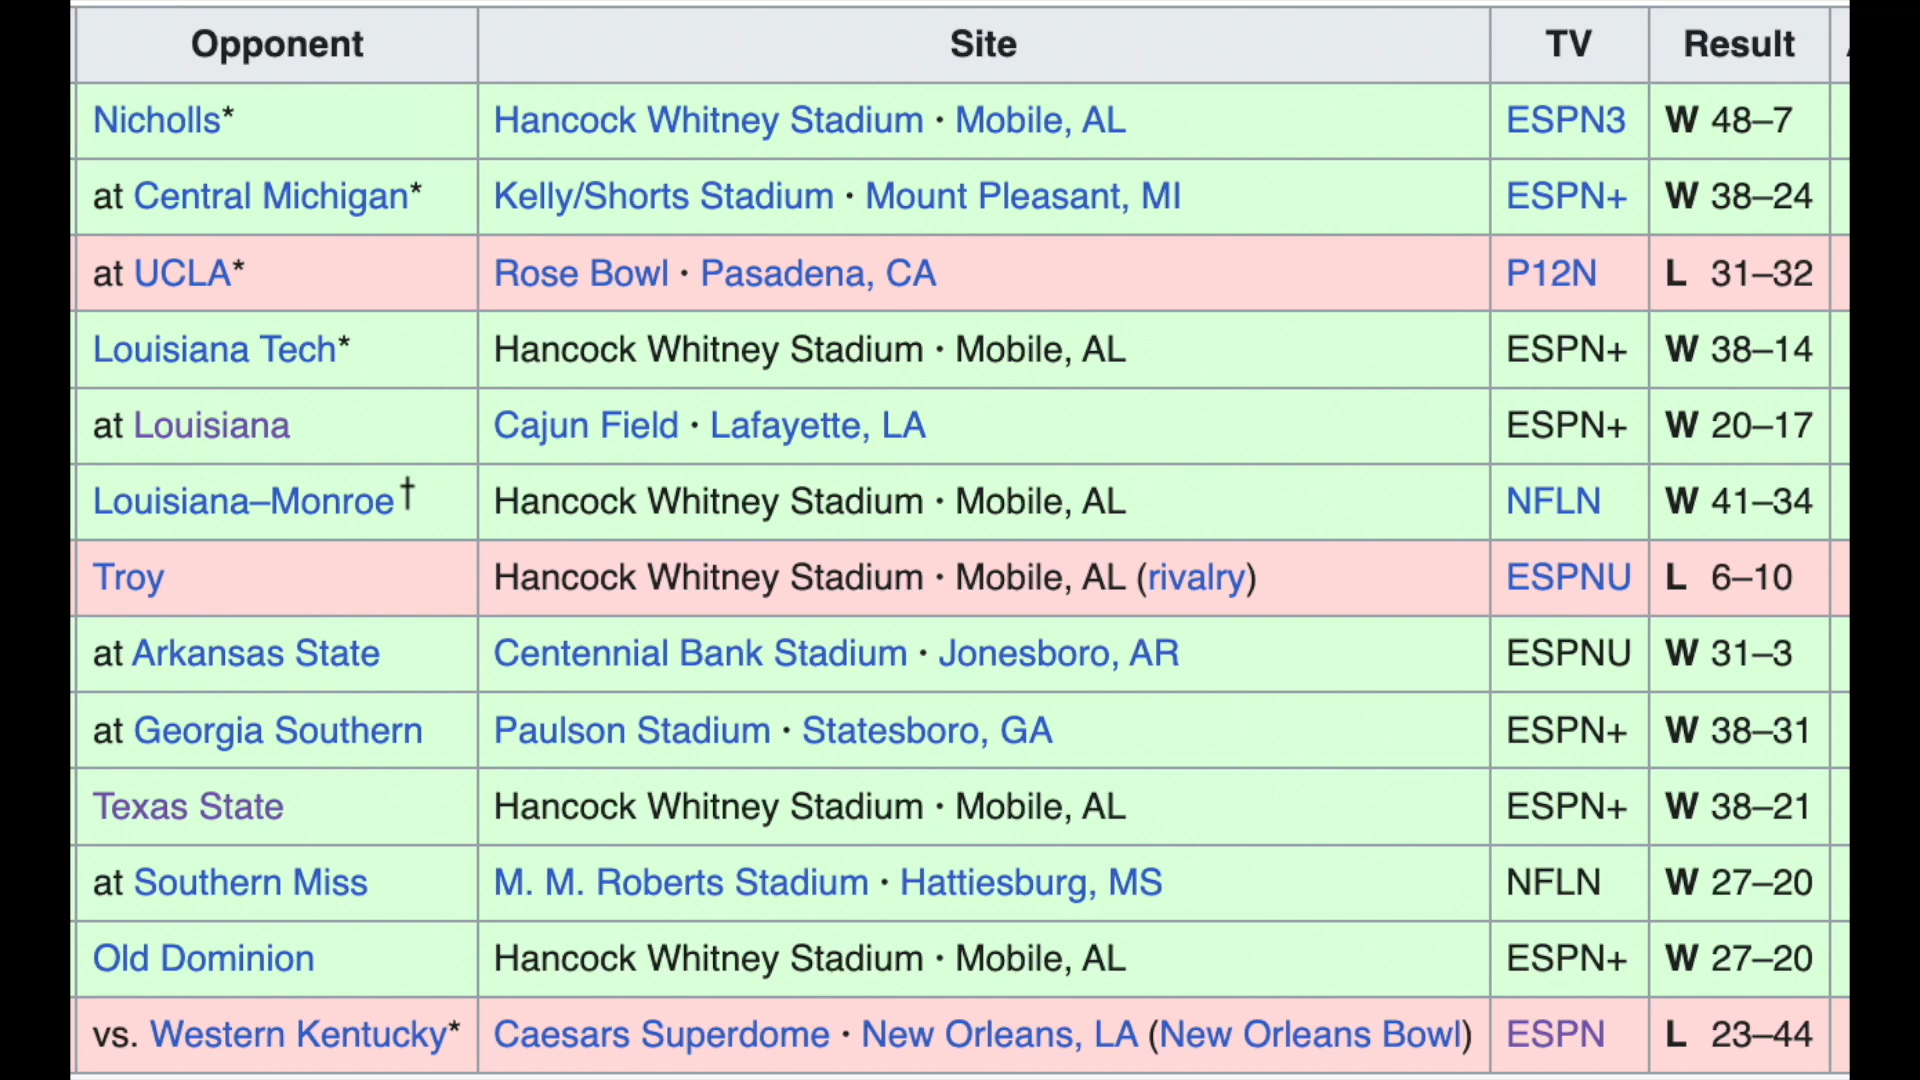 Opponent Site TV Result
Nicholls* Hancock Whitney Stadium · Mobile, AL ESPN3 W 48–7
at Central Michigan* Kelly/Shorts Stadium · Mount Pleasant, MI ESPN+ W 38–24
at UCLA* Rose Bowl · Pasadena, CA P12N L 31–32
Louisiana Tech* Hancock Whitney Stadium · Mobile, AL ESPN+ W 38–14
at Louisiana Cajun Field · Lafayette, LA ESPN+ W 20–17
Louisiana–Monroe† Hancock Whitney Stadium · Mobile, AL NFLN W 41–34
Troy Hancock Whitney Stadium · Mobile, AL (rivalry) ESPNU L 6–10
at Arkansas State Centennial Bank Stadium · Jonesboro, AR ESPNU W 31–3
at Georgia Southern Paulson Stadium · Statesboro, GA ESPN+ W 38–31
Texas State Hancock Whitney Stadium · Mobile, AL ESPN+ W 38–21
at Southern Miss M. M. Roberts Stadium · Hattiesburg, MS NFLN W 27–20
Old Dominion Hancock Whitney Stadium · Mobile, AL ESPN+ W 27–20
vs. Western Kentucky* Caesars Superdome · New Orleans, LA (New Orleans Bowl) ESPN L 23–44